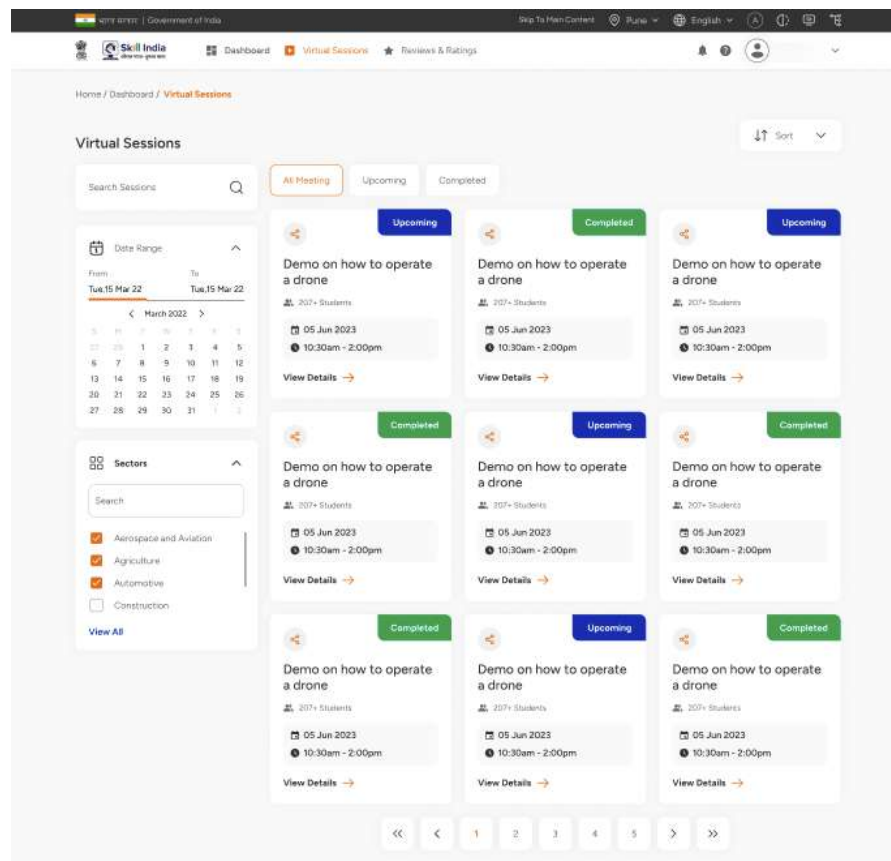 भारत सरकार | Government of India
Skip To Main Content
Pune
English
A
Skill India
Dashboard
Virtual Sessions
Reviews & Ratings
Home / Dashboard / Virtual Sessions
Virtual Sessions
Sort
Search Sessions
All Meeting
Upcoming
Completed
Date Range
From
To
Tue,15 Mar 22
Tue,15 Mar 22
March 2022
S M T W T F S
27 28 1 2 3 4 5
6 7 8 9 10 11 12
13 14 15 16 17 18 19
20 21 22 23 24 25 26
27 28 29 30 31 1 2
Sectors
Search
Aerospace and Aviation
Agriculture
Automotive
Construction
View All
Upcoming
Demo on how to operate
a drone
207+ Students
05 Jun 2023
10:30am - 2:00pm
View Details
Completed
Demo on how to operate
a drone
207+ Students
05 Jun 2023
10:30am - 2:00pm
View Details
Upcoming
Demo on how to operate
a drone
207+ Students
05 Jun 2023
10:30am - 2:00pm
View Details
Completed
Demo on how to operate
a drone
207+ Students
05 Jun 2023
10:30am - 2:00pm
View Details
Upcoming
Demo on how to operate
a drone
207+ Students
05 Jun 2023
10:30am - 2:00pm
View Details
Completed
Demo on how to operate
a drone
207+ Students
05 Jun 2023
10:30am - 2:00pm
View Details
Completed
Demo on how to operate
a drone
207+ Students
05 Jun 2023
10:30am - 2:00pm
View Details
Upcoming
Demo on how to operate
a drone
207+ Students
05 Jun 2023
10:30am - 2:00pm
View Details
Completed
Demo on how to operate
a drone
207+ Students
05 Jun 2023
10:30am - 2:00pm
View Details
1 2 3 4 5